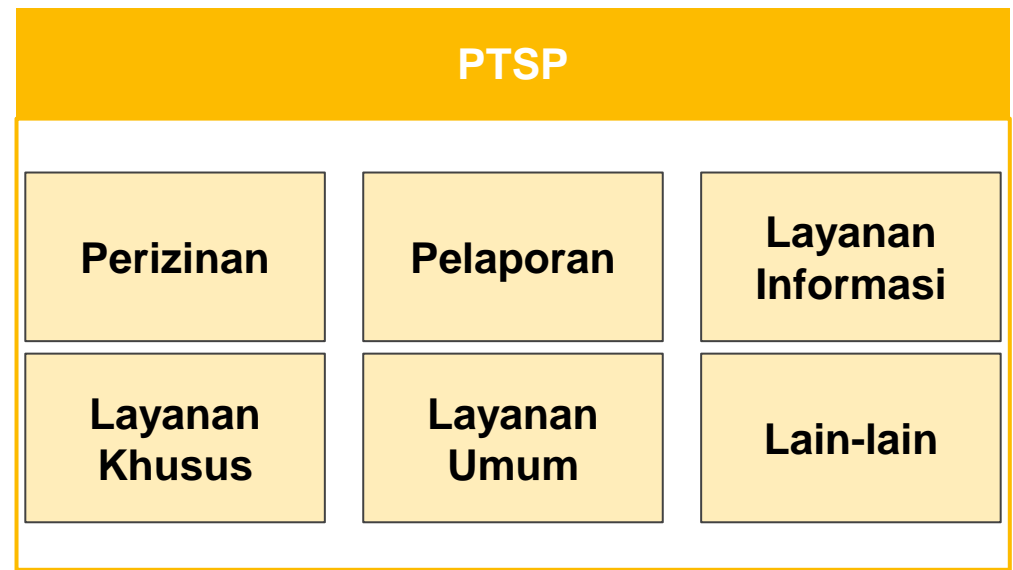 PTSP
Perizinan
Pelaporan
Layanan
Informasi
Layanan
Khusus
Layanan
Umum
Lain-lain